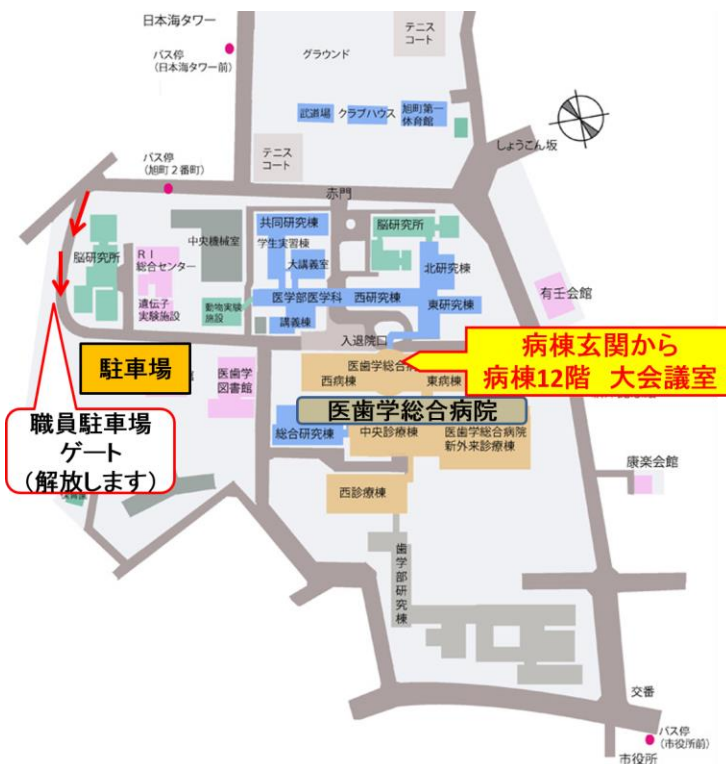 日本海タワー
バス停
(日本海タワー前)
グラウンド
テニス
コート
武道場
クラブハウス
旭町第一
体育館
しょうこん坂
バス停
(旭町2番町)
テニス
コート
赤門
脳研究所
RI
総合センター
遺伝子
実験施設
中央機械室
動物実験
施設
共同研究棟
学生実習棟
大講義室
医学部医学科
西研究棟
講義棟
脳研究所
北研究棟
東研究棟
有壬会館
入退院口
医歯学総合病
西病棟
東病棟
病棟玄関から
病棟12階 大会議室
駐車場
医歯学
図書館
医歯学総合病院
総合研究棟
中央診療棟
医歯学総合病院
新外来診療棟
職員駐車場
ゲート
(解放します)
西診療棟
康楽会館
歯学部研究棟
交番
バス停
(市役所前)
市役所